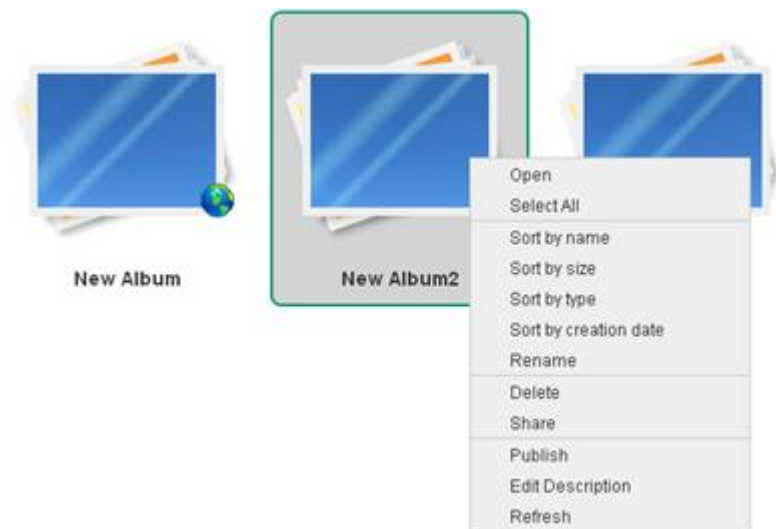 New Album
New Album2
Open
Select All
Sort by name
Sort by size
Sort by type
Sort by creation date
Rename
Delete
Share
Publish
Edit Description
Refresh